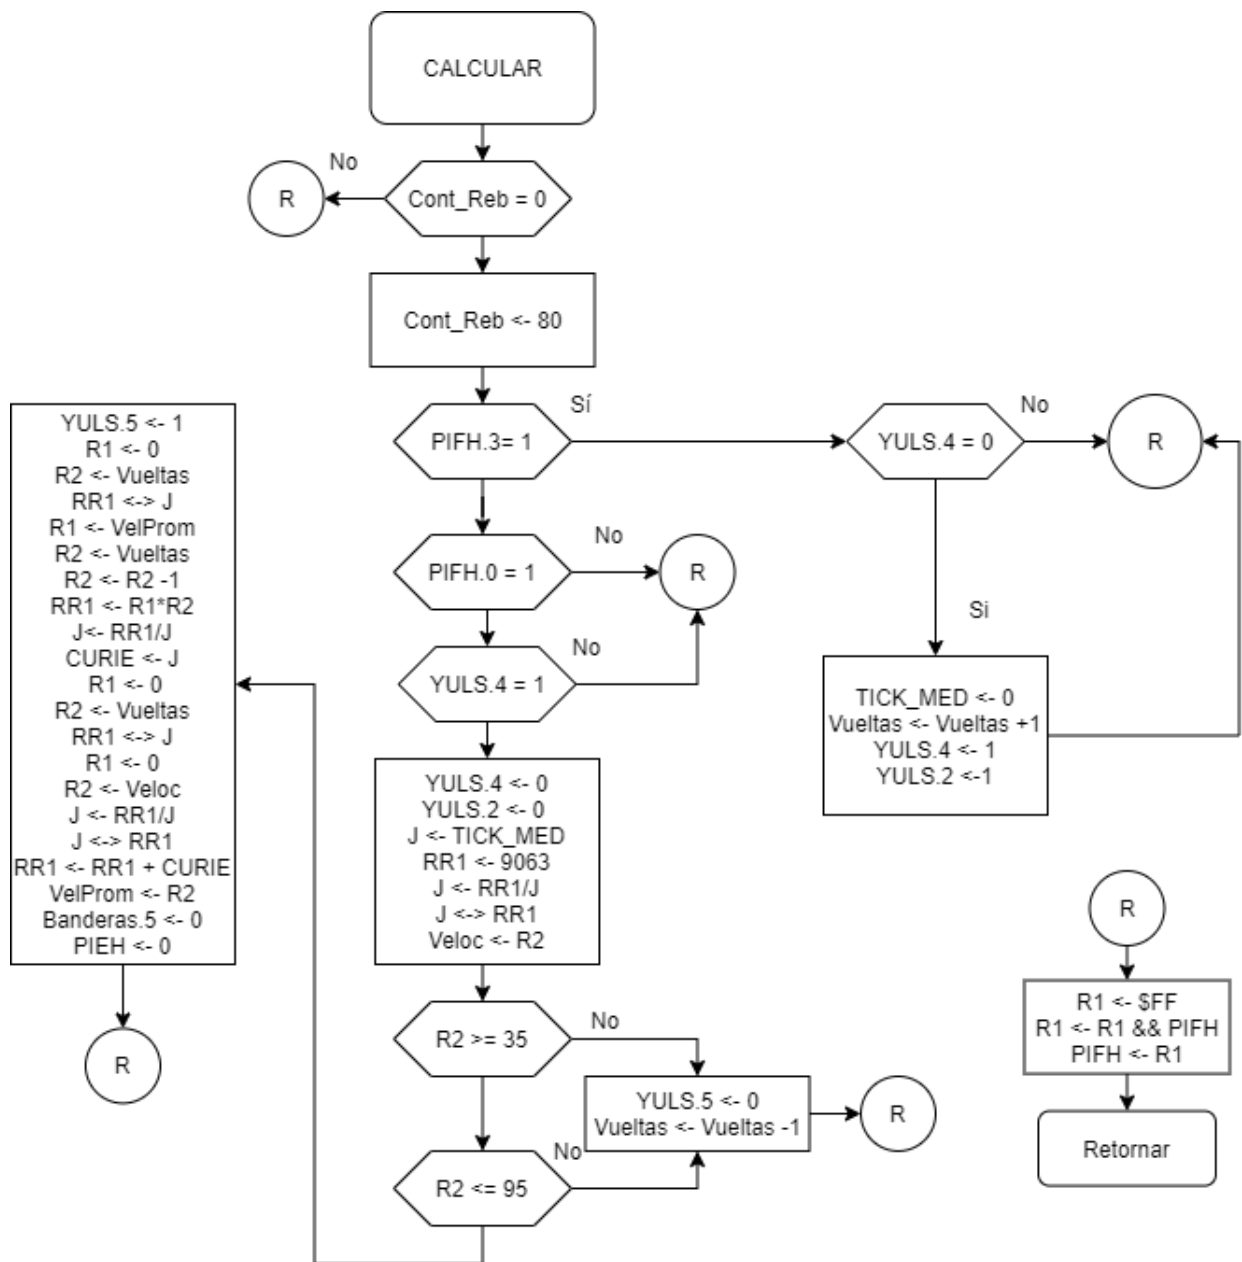 CALCULAR
No
R
Cont_Reb = 0
Cont_Reb <- 80
Sí
PIFH.3= 1
YULS.4 = 0
No
R
PIFH.0 = 1
No
R
YULS.4 = 1
No
Si
TICK_MED <- 0
Vueltas <- Vueltas +1
YULS.4 <- 1
YULS.2 <-1
YULS.4 <- 0
YULS.2 <- 0
J <- TICK_MED
RR1 <- 9063
J <- RR1/J
J <-> RR1
Veloc <- R2
R2 >= 35
No
R2 <= 95
No
YULS.5 <- 0
Vueltas <- Vueltas -1
R
YULS.5 <- 1
R1 <- 0
R2 <- Vueltas
RR1 <-> J
R1 <- VelProm
R2 <- Vueltas
R2 <- R2 -1
RR1 <- R1*R2
J<- RR1/J
CURIE <- J
R1 <- 0
R2 <- Vueltas
RR1 <-> J
R1 <- 0
R2 <- Veloc
J <- RR1/J
J <-> RR1
RR1 <- RR1 + CURIE
VelProm <- R2
Banderas.5 <- 0
PIEH <- 0
R
R
R1 <- $FF
R1 <- R1 && PIFH
PIFH <- R1
Retornar